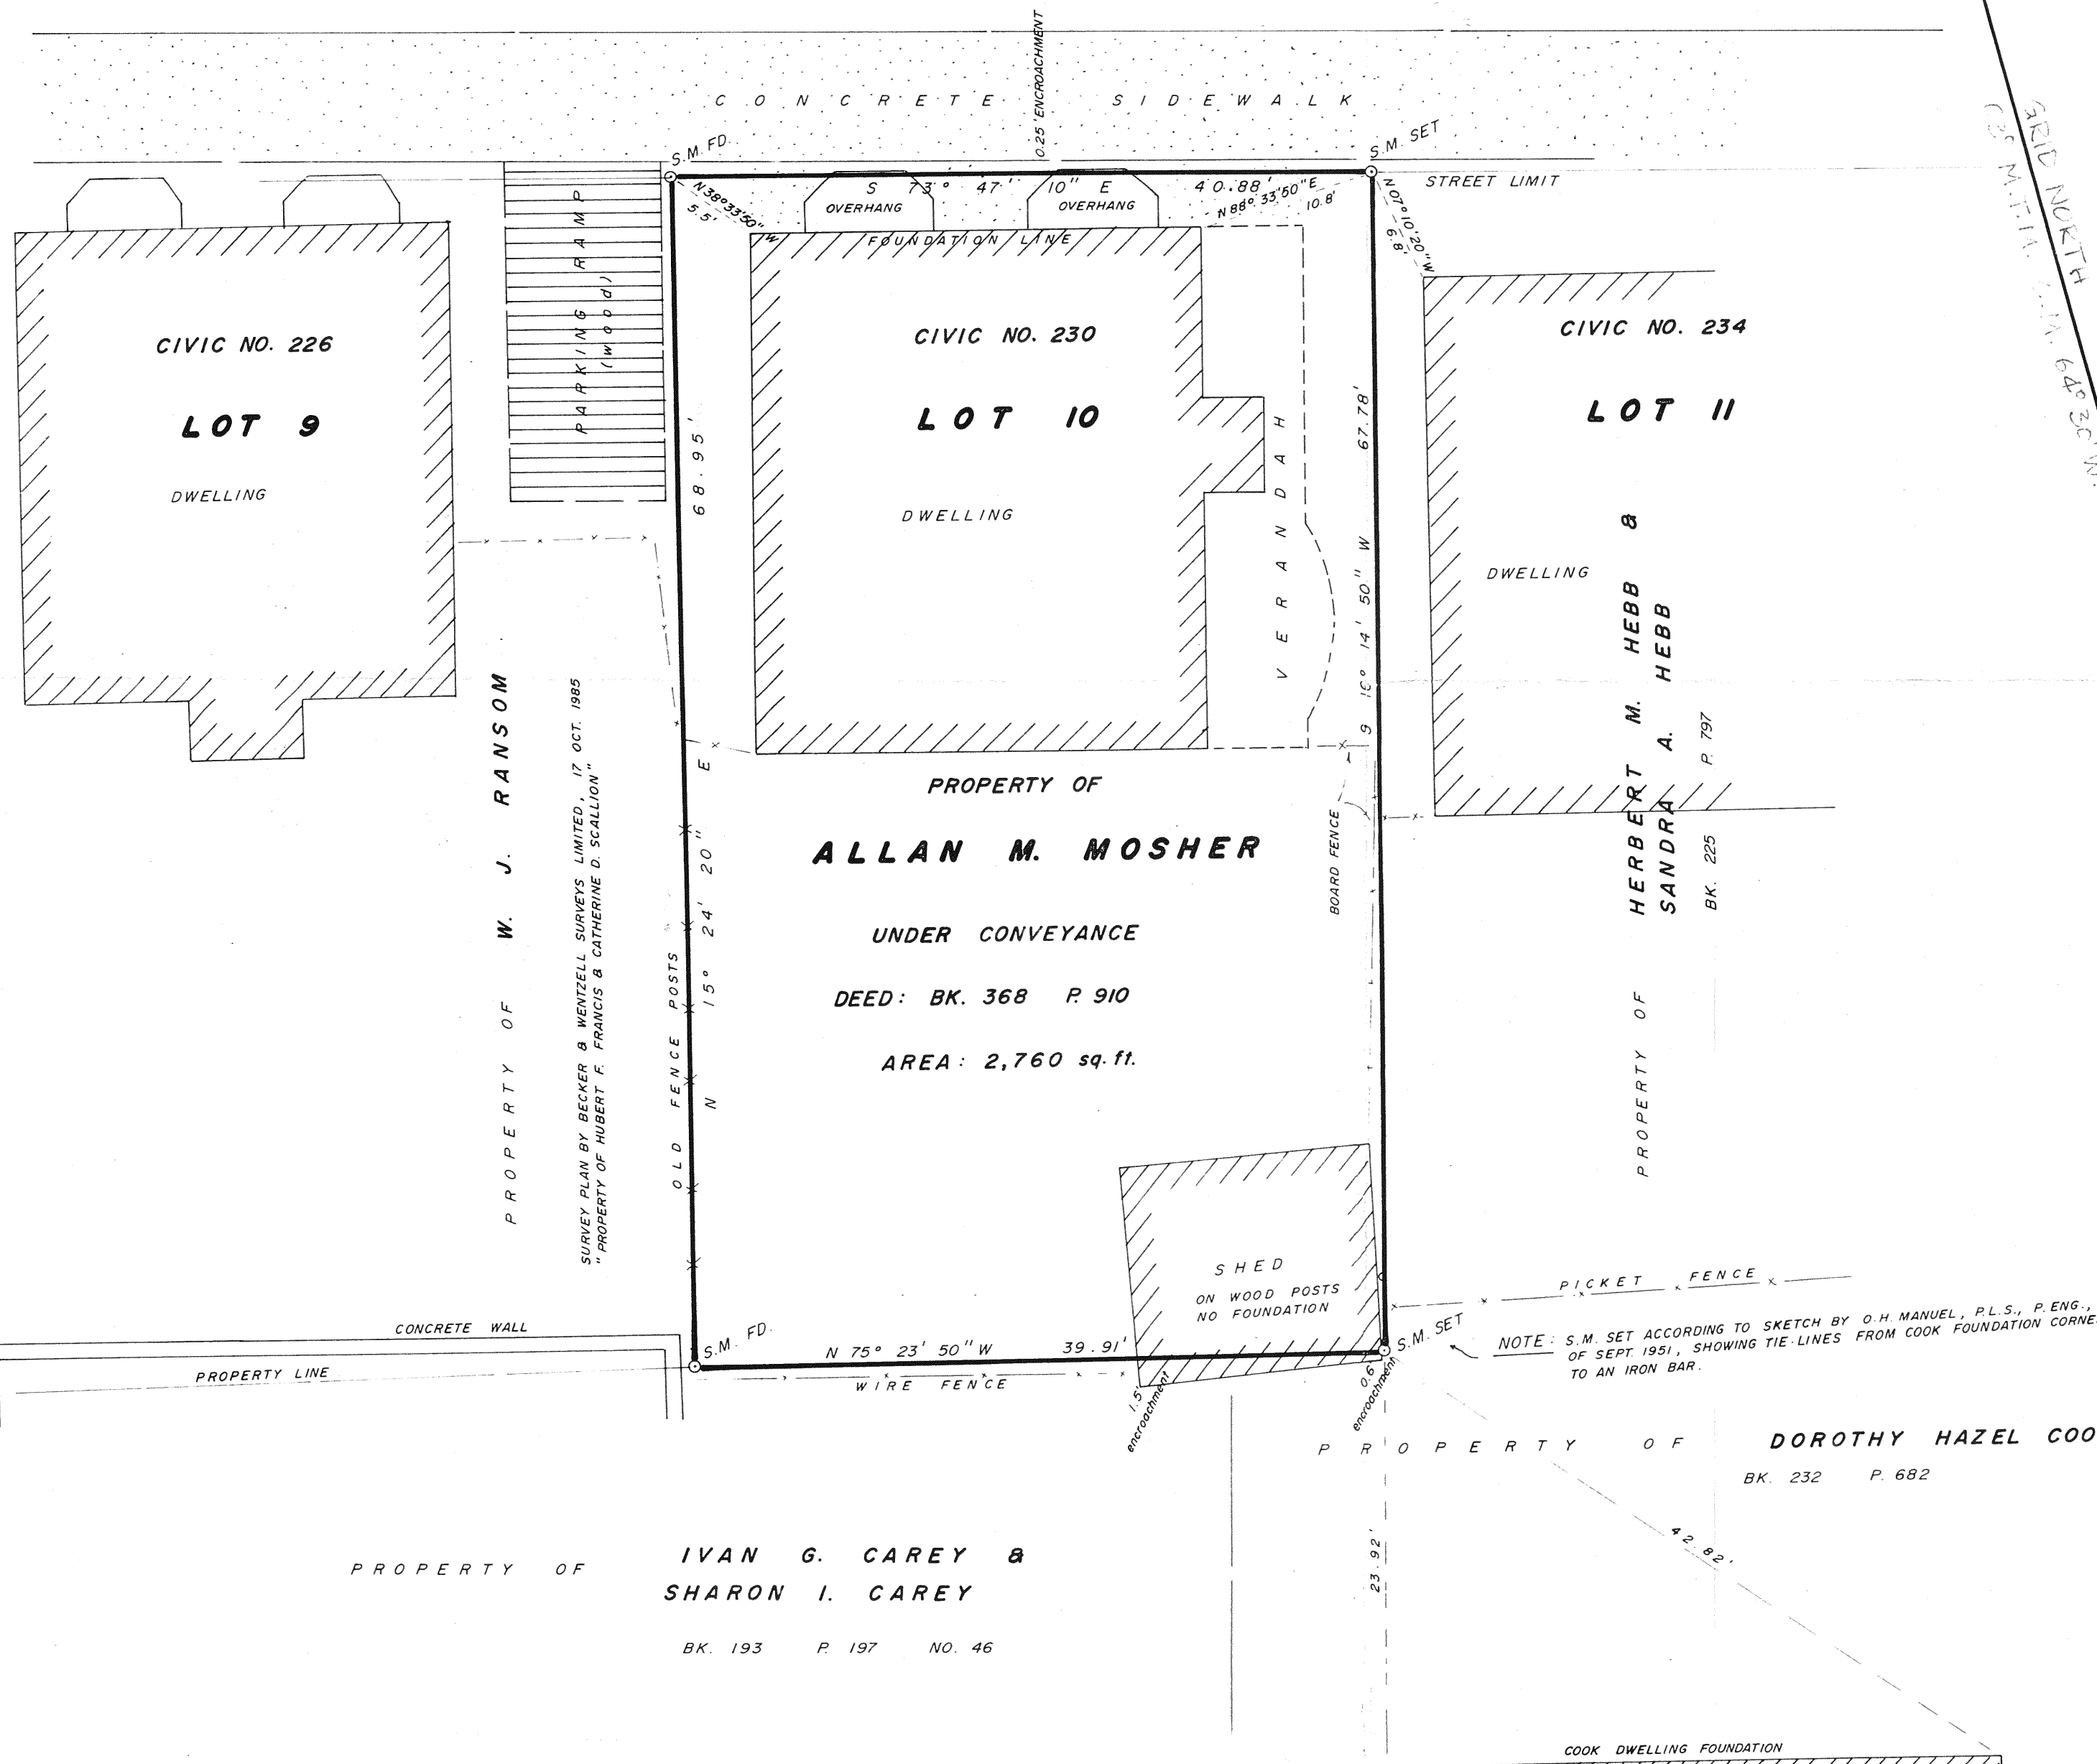 0.25' ENCROACHMENT
CONCRETE SIDEWALK
S.M. FD.
S.M. SET
STREET LIMIT
GRID NORTH
S 73° 47' 10" E 40.88'
N 38° 33' 50" W
5.5'
OVERHANG
OVERHANG
N 88° 33' 50" E
10.8'
N 07° 10' 20" W
6.8'
FOUNDATION LINE
PARKING RAMP
(wood)
CIVIC NO. 226
LOT 9
DWELLING
CIVIC NO. 230
LOT 10
DWELLING
CIVIC NO. 234
LOT 11
DWELLING
68.95'
N 15° 24' 20" E
VERANDAH
67.78'
14' 50" W
PROPERTY OF W. J. RANSOM
SURVEY PLAN BY BECKER & WENTZELL SURVEYS LIMITED, 17 OCT. 1985
"PROPERTY OF HUBERT F. FRANCIS & CATHERINE D. SCALLION"
OLD FENCE POSTS
PROPERTY OF
ALLAN M. MOSHER
UNDER CONVEYANCE
DEED: BK. 368 P. 910
AREA: 2,760 sq. ft.
BOARD FENCE
PROPERTY OF HERBERT M. HEBB &
SANDRA A. HEBB
BK. 225 P. 797
SHED
ON WOOD POSTS
NO FOUNDATION
PICKET FENCE
CONCRETE WALL
PROPERTY LINE
S.M. FD.
N 75° 23' 50" W 39.91'
WIRE FENCE
1.5'
encroachment
0.6'
encroachment
S.M. SET
NOTE: S.M. SET ACCORDING TO SKETCH BY O.H. MANUEL, P.L.S., P.ENG.,
OF SEPT. 1951, SHOWING TIE-LINES FROM COOK FOUNDATION CORNE
TO AN IRON BAR.
PROPERTY OF DOROTHY HAZEL COO
BK. 232 P. 682
PROPERTY OF IVAN G. CAREY &
SHARON I. CAREY
BK. 193 P. 197 NO. 46
23.92'
42.82'
COOK DWELLING FOUNDATION